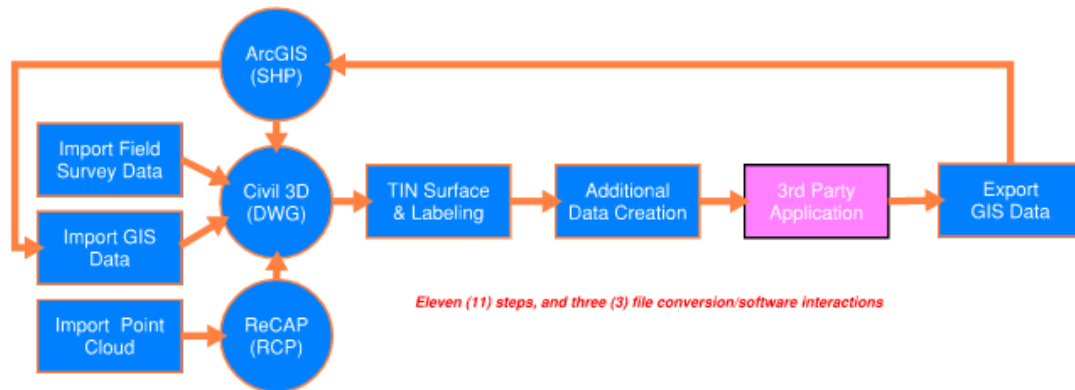 ArcGIS
(SHP)
Import Field
Survey Data
Civil 3D
(DWG)
TIN Surface
& Labeling
Additional
Data Creation
3rd Party
Application
Export
GIS Data
Import GIS
Data
Import Point
Cloud
ReCAP
(RCP)
Eleven (11) steps, and three (3) file conversion/software interactions